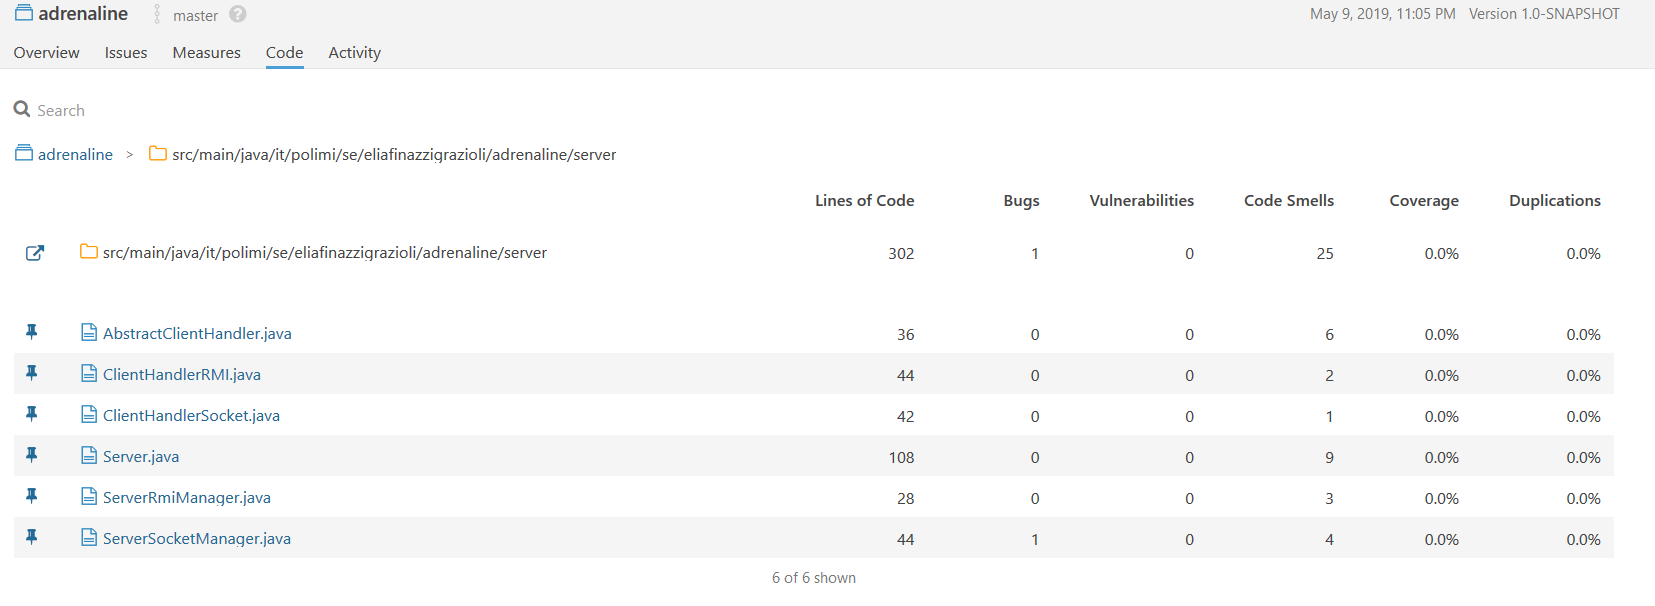 adrenaline master ? May 9, 2019, 11:05 PM Version 1.0-SNAPSHOT
Overview Issues Measures Code Activity
Search
adrenaline > src/main/java/it/polimi/se/eliafinazzigrazioli/adrenaline/server
Lines of Code Bugs Vulnerabilities Code Smells Coverage Duplications
src/main/java/it/polimi/se/eliafinazzigrazioli/adrenaline/server 302 1 0 25 0.0% 0.0%
AbstractClientHandler.java 36 0 0 6 0.0% 0.0%
ClientHandlerRMI.java 44 0 0 2 0.0% 0.0%
ClientHandlerSocket.java 42 0 0 1 0.0% 0.0%
Server.java 108 0 0 9 0.0% 0.0%
ServerRmiManager.java 28 0 0 3 0.0% 0.0%
ServerSocketManager.java 44 1 0 4 0.0% 0.0%
6 of 6 shown